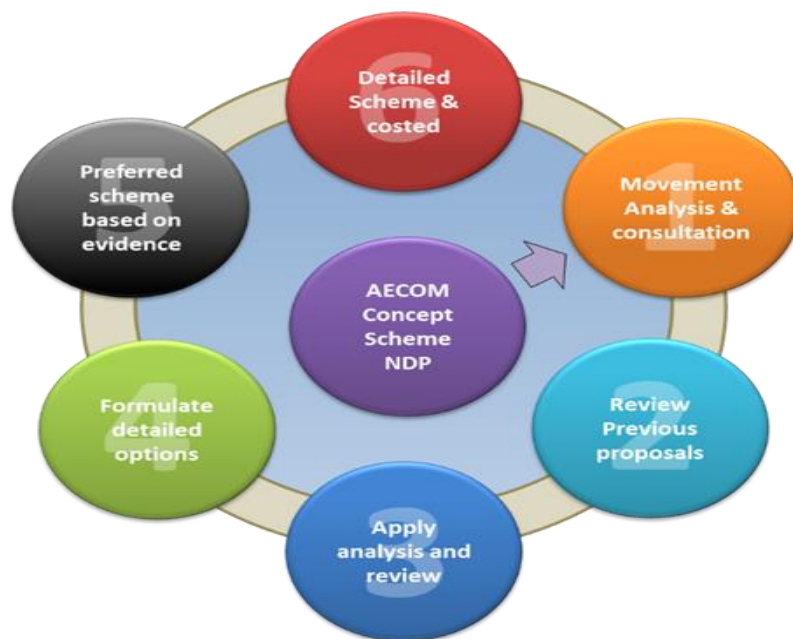 6
Detailed
Scheme &
costed
1
Movement
Analysis &
consultation
2
Review
Previous
proposals
3
Apply
analysis and
review
4
Formulate
detailed
options
5
Preferred
scheme
based on
evidence
AECOM
Concept
Scheme
NDP